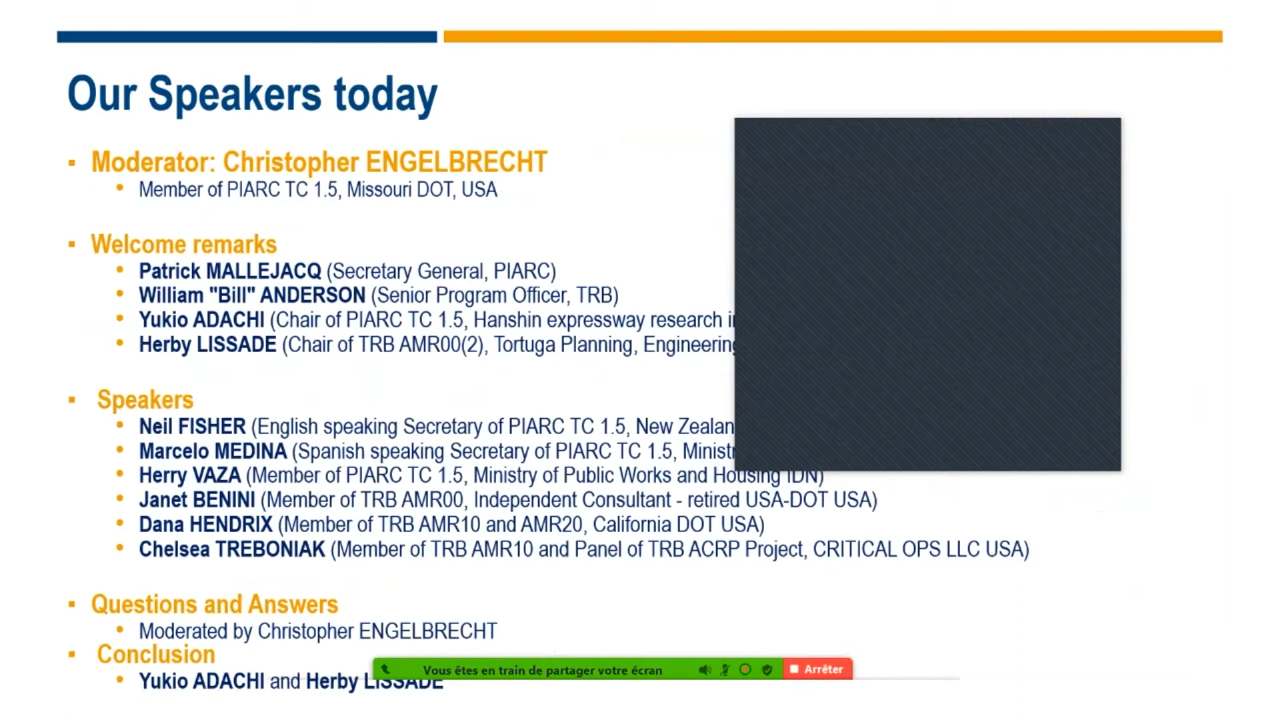 Our Speakers today
▪ Moderator: Christopher ENGELBRECHT
• Member of PIARC TC 1.5, Missouri DOT, USA
▪ Welcome remarks
• Patrick MALLEJACQ (Secretary General, PIARC)
• William "Bill" ANDERSON (Senior Program Officer, TRB)
• Yukio ADACHI (Chair of PIARC TC 1.5, Hanshin expressway research
• Herby LISSADE (Chair of TRB AMR00(2), Tortuga Planning, Engineering
▪ Speakers
• Neil FISHER (English speaking Secretary of PIARC TC 1.5, New
• Marcelo MEDINA (Spanish speaking Secretary of PIARC TC 1.5,
• Herry VAZA (Member of PIARC TC 1.5, Ministry of Public Works and Housing IDN)
• Janet BENINI (Member of TRB AMR00, Independent Consultant - retired USA-DOT USA)
• Dana HENDRIX (Member of TRB AMR10 and AMR20, California DOT USA)
• Chelsea TREBONIAK (Member of TRB AMR10 and Panel of TRB ACRP Project, CRITICAL OPS LLC USA)
▪ Questions and Answers
• Moderated by Christopher ENGELBRECHT
▪ Conclusion
Vous êtes en train de partager votre écran Arrêter
• Yukio ADACHI and Herby LISSADE